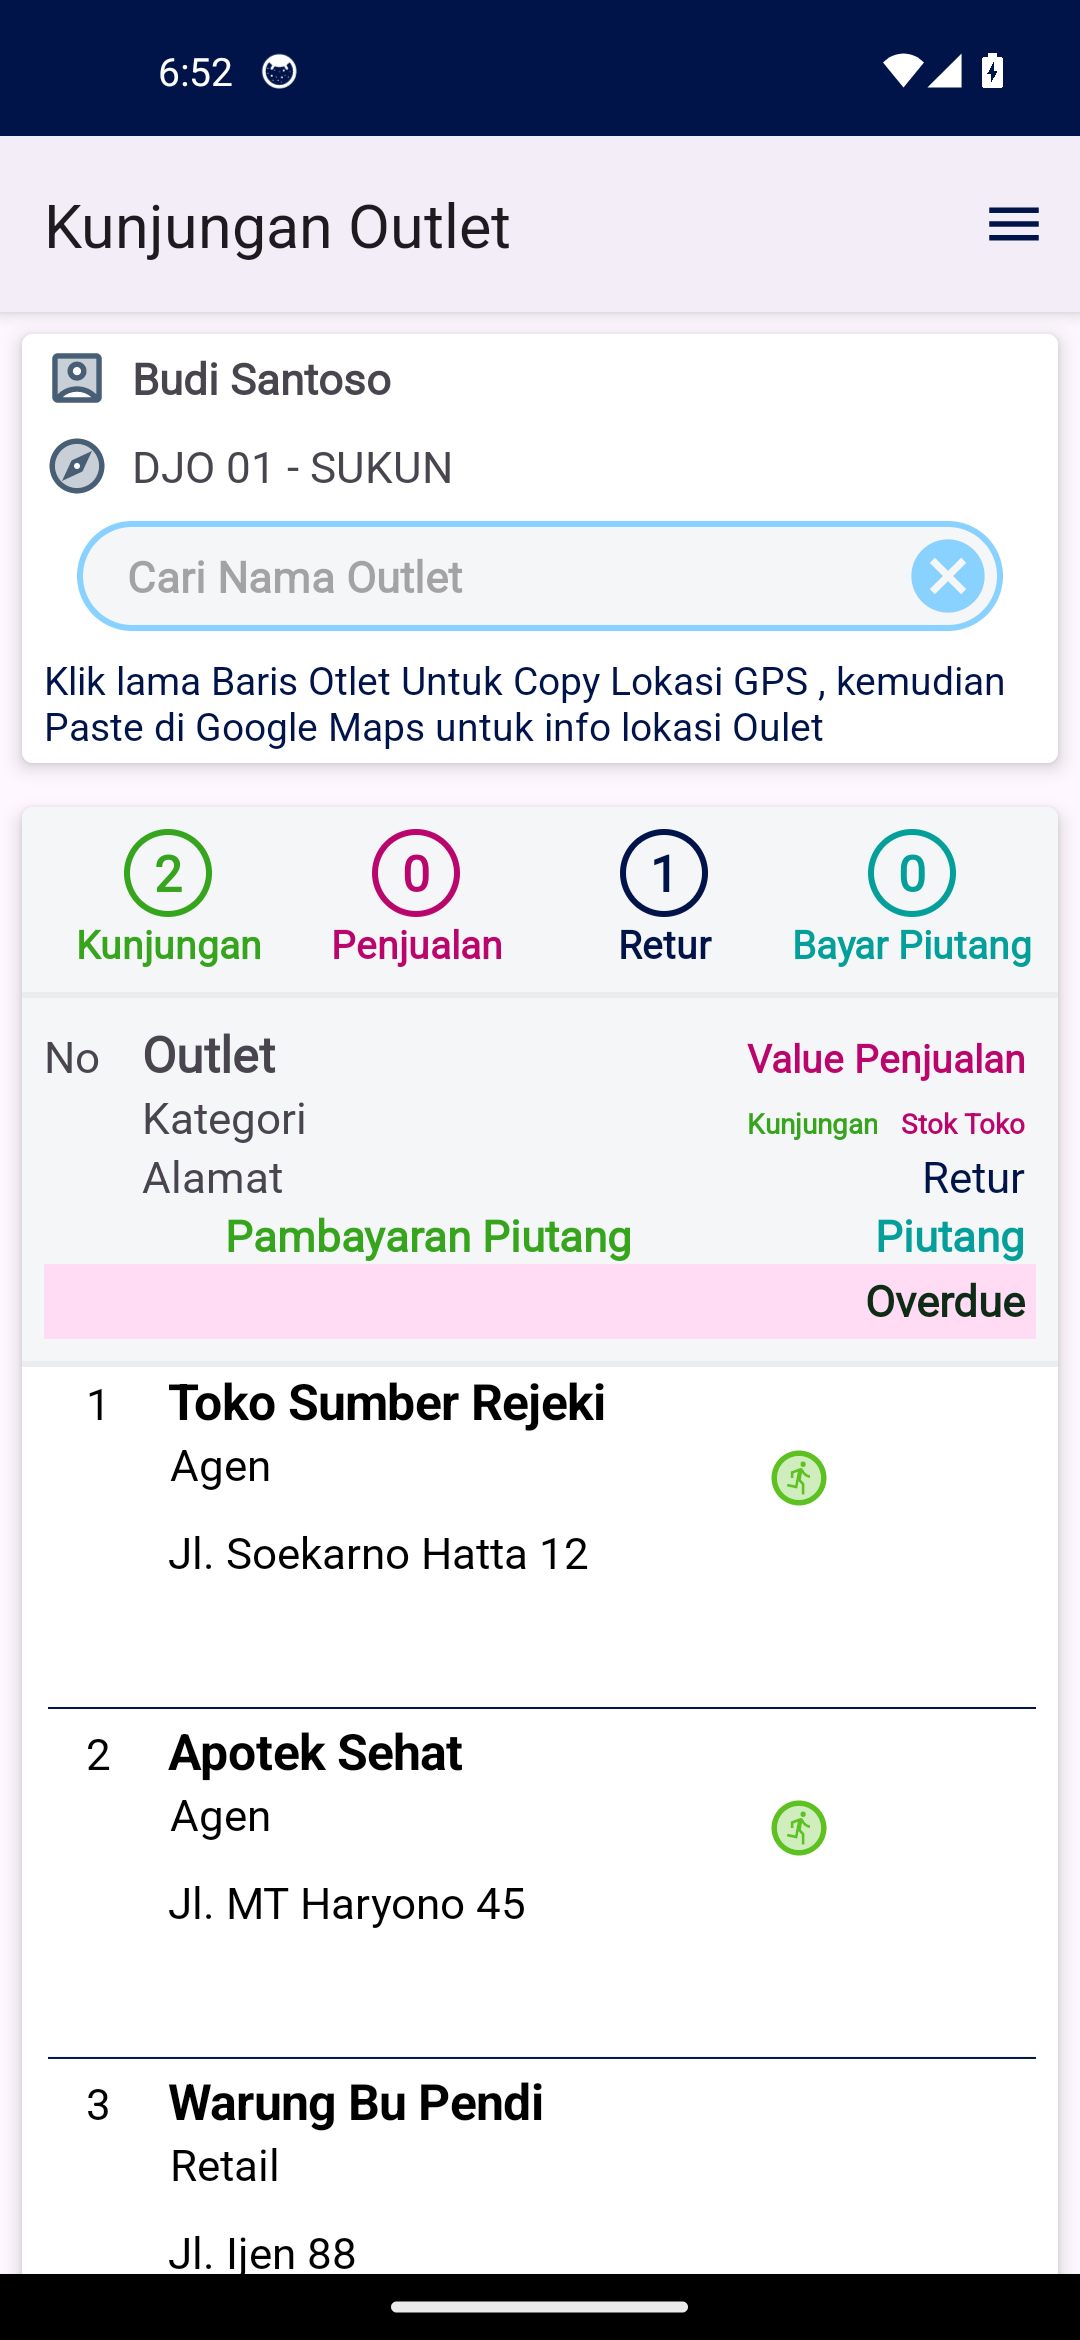 6:52
Kunjungan Outlet
Budi Santoso
DJO 01 - SUKUN
Cari Nama Outlet
Klik lama Baris Otlet Untuk Copy Lokasi GPS , kemudian
Paste di Google Maps untuk info lokasi Oulet
2 0 1 0
Kunjungan Penjualan Retur Bayar Piutang
No Outlet Value Penjualan
Kategori Kunjungan Stok Toko
Alamat Retur
Pambayaran Piutang Piutang
Overdue
1 Toko Sumber Rejeki
Agen
Jl. Soekarno Hatta 12
2 Apotek Sehat
Agen
Jl. MT Haryono 45
3 Warung Bu Pendi
Retail
Jl. Ijen 88